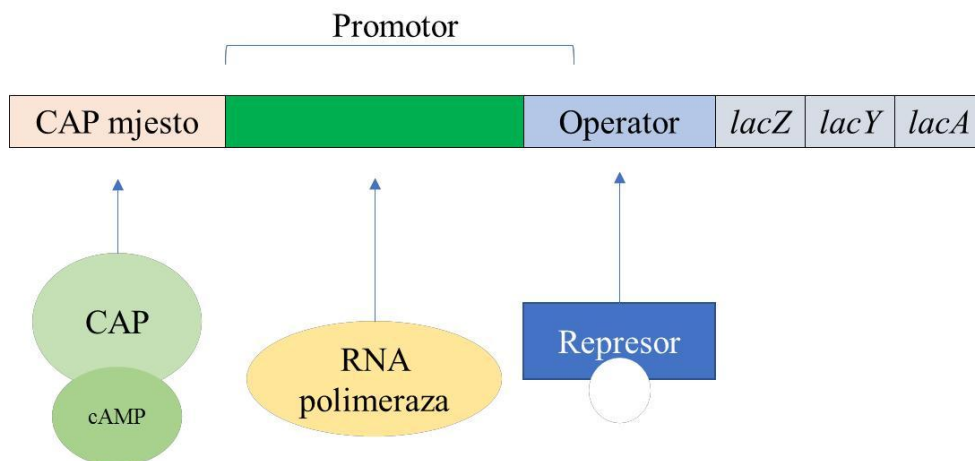 Promotor
CAP mjesto
Operator
lacZ
lacY
lacA
CAP
cAMP
RNA
polimeraza
Represor